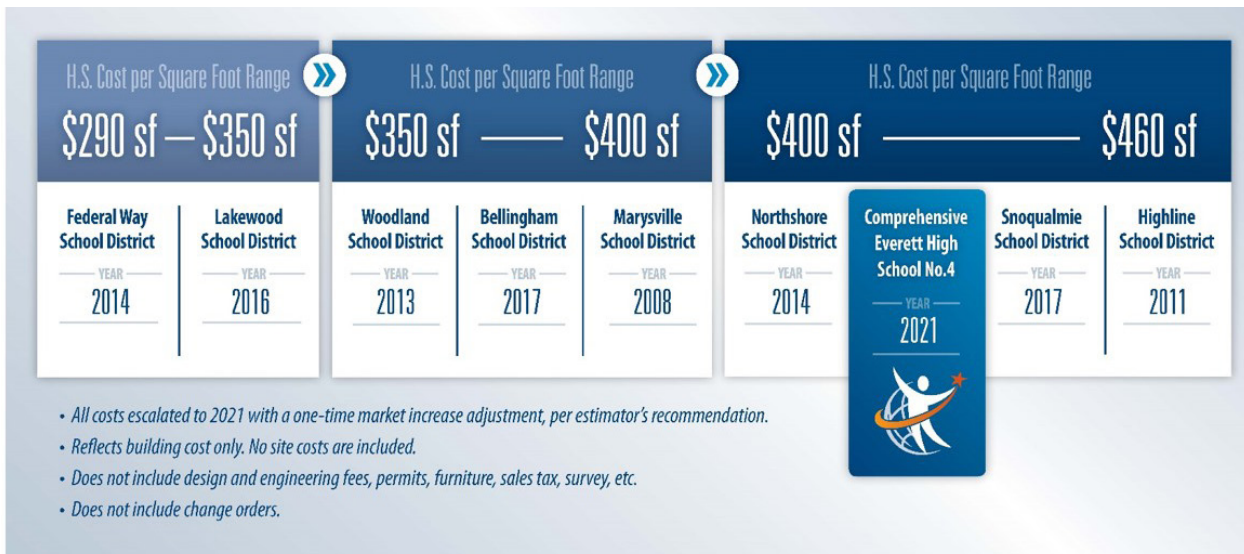 H.S. Cost per Square Foot Range
$290 sf — $350 sf
Federal Way
School District
YEAR
2014
Lakewood
School District
YEAR
2016
H.S. Cost per Square Foot Range
$350 sf — $400 sf
Woodland
School District
YEAR
2013
Bellingham
School District
YEAR
2017
Marysville
School District
YEAR
2008
H.S. Cost per Square Foot Range
$400 sf — $460 sf
Northshore
School District
YEAR
2014
Comprehensive
Everett High
School No.4
YEAR
2021
Snoqualmie
School District
YEAR
2017
Highline
School District
YEAR
2011
• All costs escalated to 2021 with a one-time market increase adjustment, per estimator's recommendation.
• Reflects building cost only. No site costs are included.
• Does not include design and engineering fees, permits, furniture, sales tax, survey, etc.
• Does not include change orders.